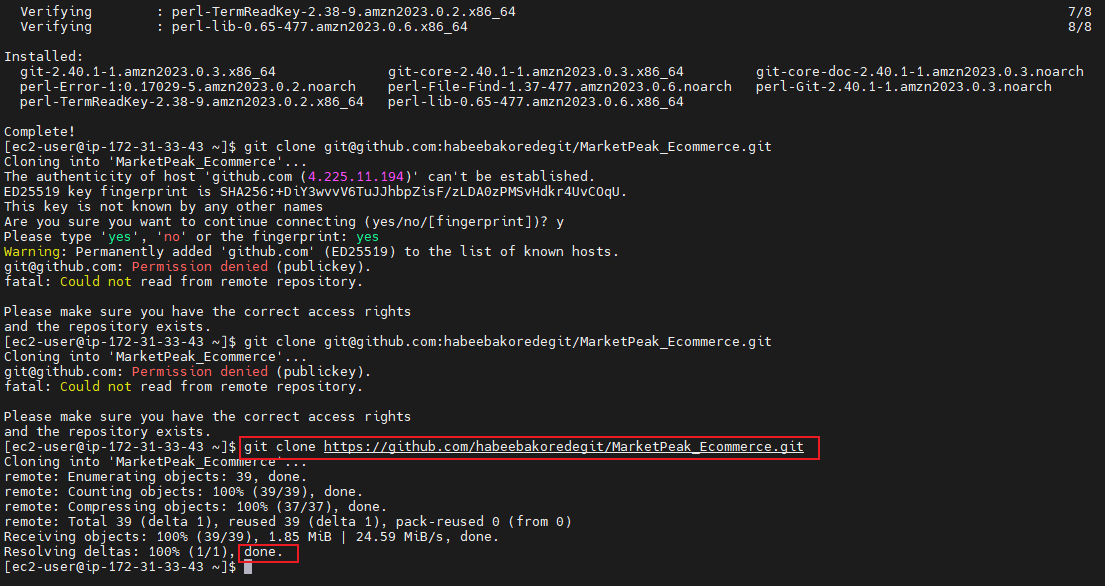 Verifying : perl-TermReadKey-2.38-9.amzn2023.0.2.x86_64 7/8
Verifying : perl-lib-0.65-477.amzn2023.0.6.x86_64 8/8
Installed:
git-2.40.1-1.amzn2023.0.3.x86_64 git-core-2.40.1-1.amzn2023.0.3.x86_64 git-core-doc-2.40.1-1.amzn2023.0.3.noarch
perl-Error-1:0.17029-5.amzn2023.0.2.noarch perl-File-Find-1.37-477.amzn2023.0.6.noarch perl-Git-2.40.1-1.amzn2023.0.3.noarch
perl-TermReadKey-2.38-9.amzn2023.0.2.x86_64 perl-lib-0.65-477.amzn2023.0.6.x86_64
Complete!
[ec2-user@ip-172-31-33-43 ~]$ git clone git@github.com:habeebakoredegit/MarketPeak_Ecommerce.git
Cloning into 'MarketPeak_Ecommerce'...
The authenticity of host 'github.com (4.225.11.194)' can't be established.
ED25519 key fingerprint is SHA256:+DiY3wvvV6TuJJhbpZisF/zLDA0zPMSvHdkr4UvCOqU.
This key is not known by any other names
Are you sure you want to continue connecting (yes/no/[fingerprint])? y
Please type 'yes', 'no' or the fingerprint: yes
Warning: Permanently added 'github.com' (ED25519) to the list of known hosts.
git@github.com: Permission denied (publickey).
fatal: Could not read from remote repository.
Please make sure you have the correct access rights
and the repository exists.
[ec2-user@ip-172-31-33-43 ~]$ git clone git@github.com:habeebakoredegit/MarketPeak_Ecommerce.git
Cloning into 'MarketPeak_Ecommerce'...
git@github.com: Permission denied (publickey).
fatal: Could not read from remote repository.
Please make sure you have the correct access rights
and the repository exists.
[ec2-user@ip-172-31-33-43 ~]$ git clone https://github.com/habeebakoredegit/MarketPeak_Ecommerce.git
Cloning into 'MarketPeak_Ecommerce'...
remote: Enumerating objects: 39, done.
remote: Counting objects: 100% (39/39), done.
remote: Compressing objects: 100% (37/37), done.
remote: Total 39 (delta 1), reused 39 (delta 1), pack-reused 0 (from 0)
Receiving objects: 100% (39/39), 1.85 MiB | 24.59 MiB/s, done.
Resolving deltas: 100% (1/1), done.
[ec2-user@ip-172-31-33-43 ~]$